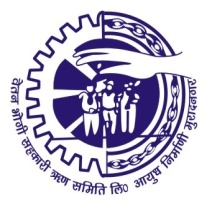 वेतन भोगी सहकारी ऋण समिति लि० आयुध निर्माणी मुरादनगर